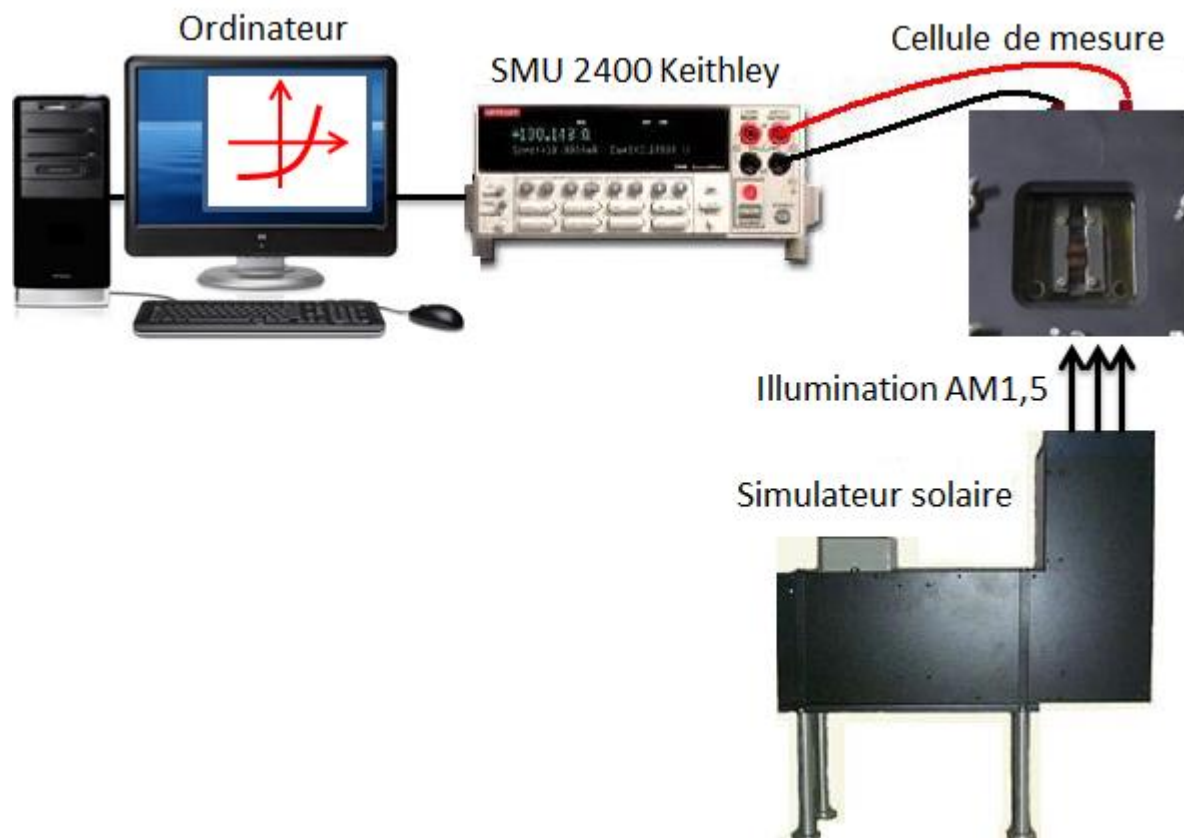 Ordinateur
SMU 2400 Keithley
Cellule de mesure
Illumination AM1,5
Simulateur solaire